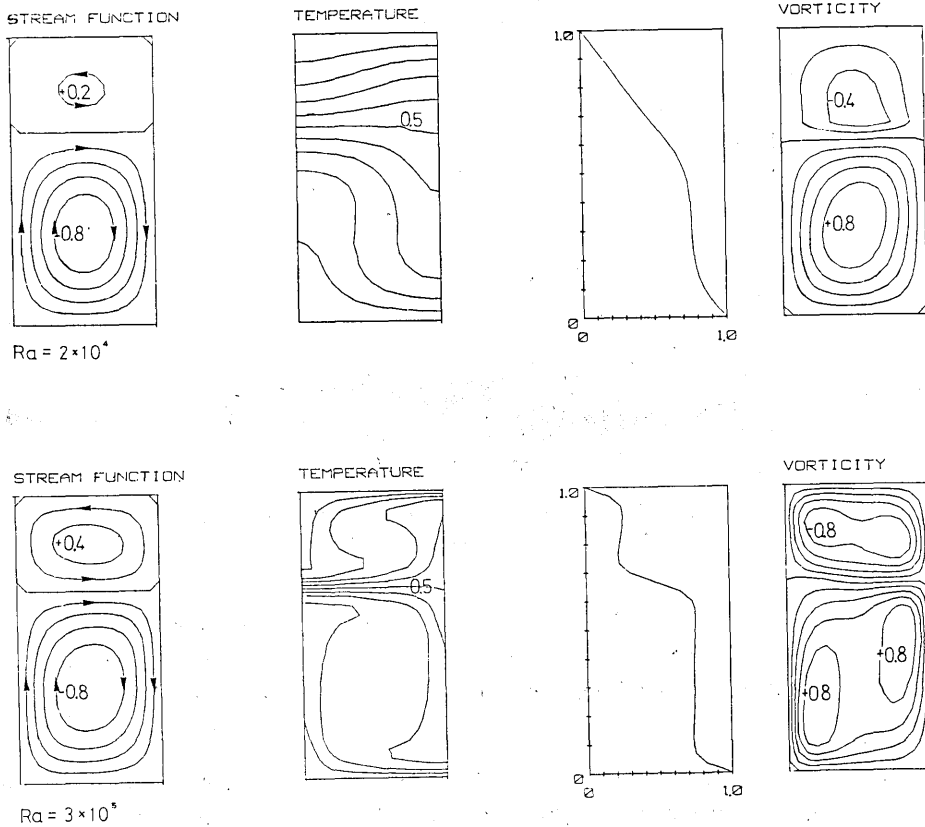 STREAM FUNCTION
TEMPERATURE
VORTICITY
+0.2
-0.8
0.5
1.0
0
0
1.0
-0.4
+0.8
Ra = 2×10⁴
STREAM FUNCTION
TEMPERATURE
VORTICITY
+0.4
-0.8
0.5
1.0
0
0
1.0
-0.8
+0.8
+0.8
Ra = 3×10⁵